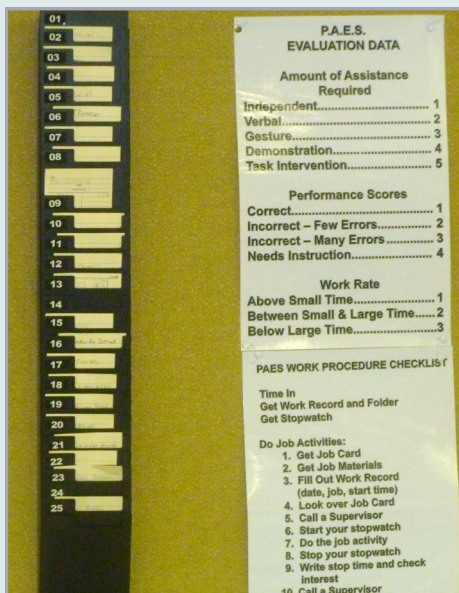 01
02
03
04
05
06
07
08
09
10
11
12
13
14
15
16
17
18
19
20
21
22
23
24
25
P.A.E.S.
EVALUATION DATA
Amount of Assistance
Required
Independent.......................... 1
Verbal................................... 2
Gesture................................. 3
Demonstration...................... 4
Task Intervention.................. 5
Performance Scores
Correct.................................. 1
Incorrect – Few Errors............ 2
Incorrect – Many Errors ............ 3
Needs Instruction.................. 4
Work Rate
Above Small Time.................... 1
Between Small & Large Time...... 2
Below Large Time.....................3
PAES WORK PROCEDURE CHECKLIST
Time In
Get Work Record and Folder
Get Stopwatch
Do Job Activities:
1. Get Job Card
2. Get Job Materials
3. Fill Out Work Record
(date, job, start time)
4. Look over Job Card
5. Call a Supervisor
6. Start your stopwatch
7. Do the job activity
8. Stop your stopwatch
9. Write stop time and check
interest
10. Call a Supervisor